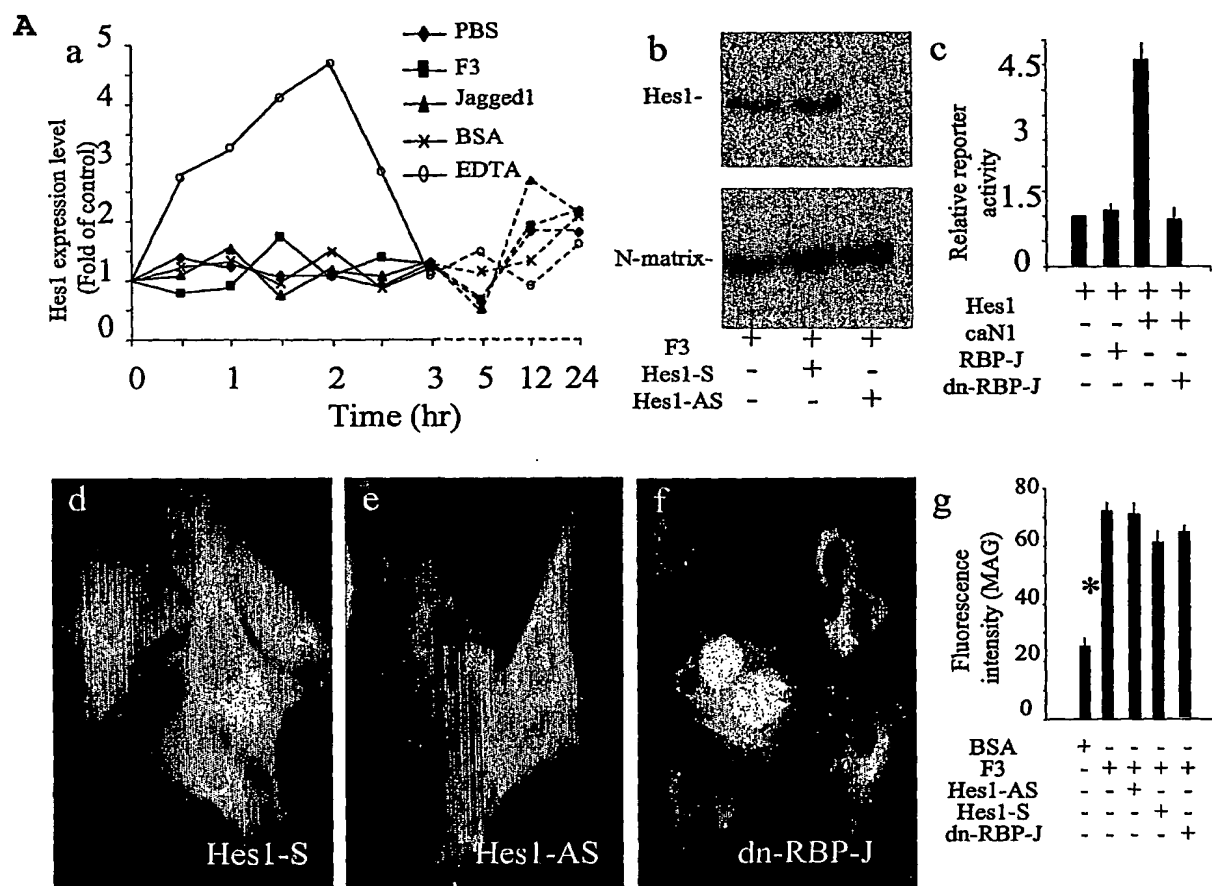 A
a
5
4
3
2
1
0
Hes1 expression level
(Fold of control)
0 1 2 3 5 12 24
Time (hr)
PBS
F3
Jagged1
BSA
EDTA
b
Hes1-
N-matrix-
F3 + + +
Hes1-S - + -
Hes1-AS - - +
c
4.5
3
1.5
0
Relative reporter
activity
Hes1 + + + +
caN1 - - + +
RBP-J - + - -
dn-RBP-J - - - +
d
Hes1-S
e
Hes1-AS
f
dn-RBP-J
g
80
60
40
20
0
Fluorescence
intensity (MAG)
*
BSA + - - - -
F3 - + + + +
Hes1-AS - - + - -
Hes1-S - - - + -
dn-RBP-J - - - - +